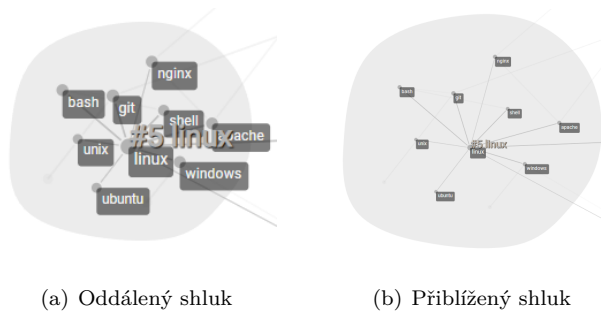 nginx
bash
git
shell
#5 linux
apache
unix
linux
windows
ubuntu
nginx
bash
git
shell
apache
unix
#5 linux
linux
windows
ubuntu
(a) Oddálený shluk
(b) Přiblížený shluk